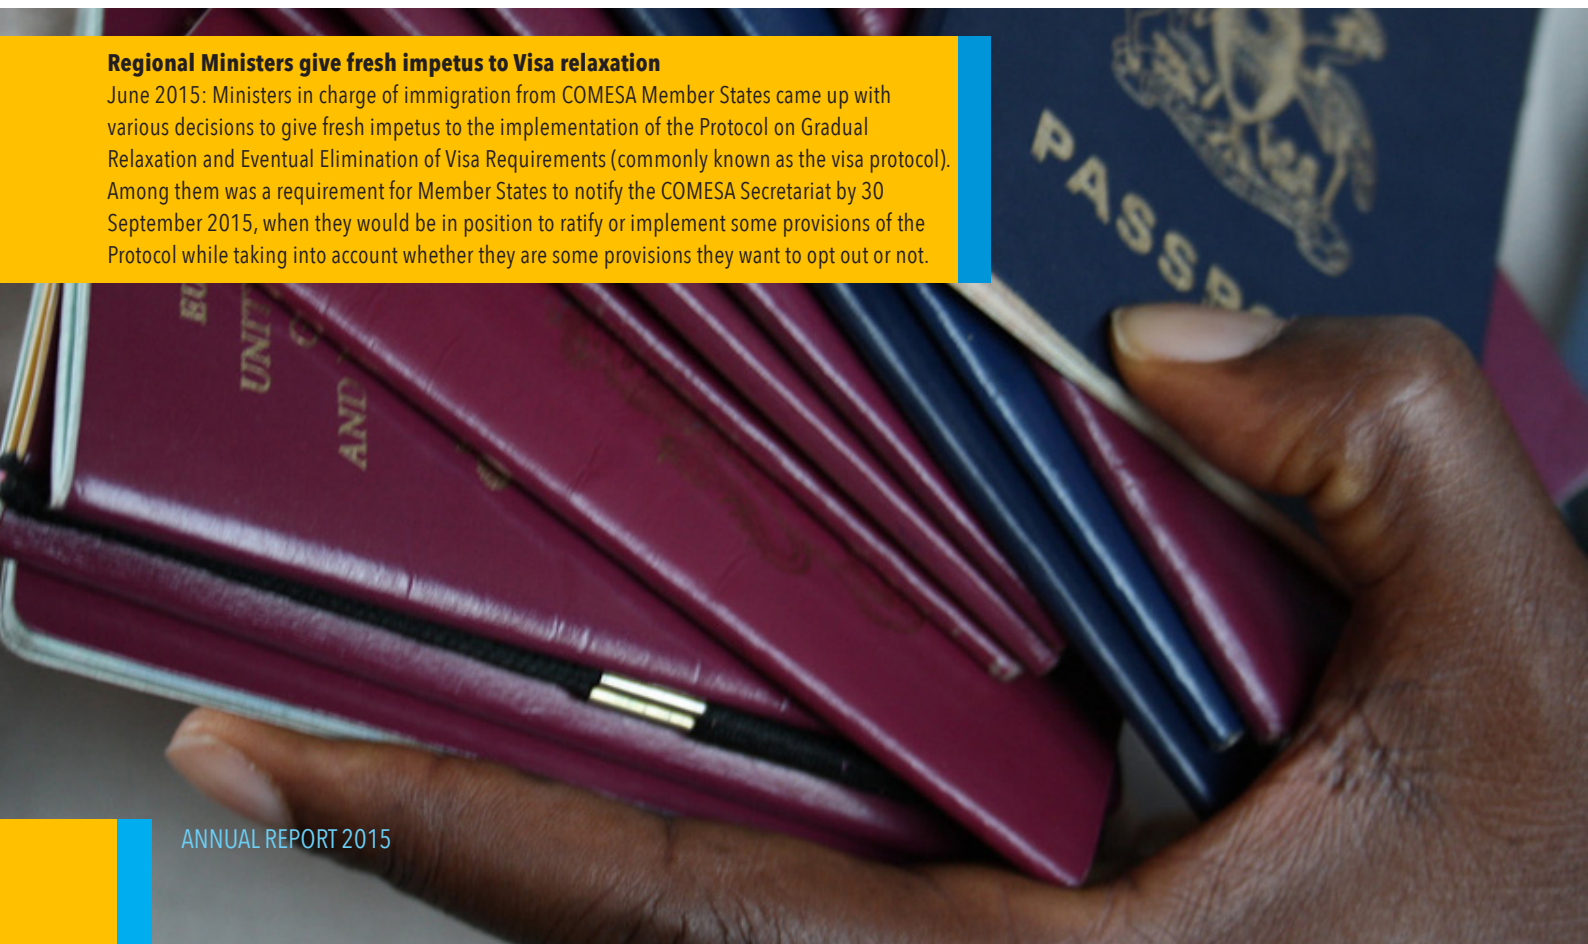 Regional Ministers give fresh impetus to Visa relaxation
June 2015: Ministers in charge of immigration from COMESA Member States came up with
various decisions to give fresh impetus to the implementation of the Protocol on Gradual
Relaxation and Eventual Elimination of Visa Requirements (commonly known as the visa protocol).
Among them was a requirement for Member States to notify the COMESA Secretariat by 30
September 2015, when they would be in position to ratify or implement some provisions of the
Protocol while taking into account whether they are some provisions they want to opt out or not.
PASSP
EU
UNIT
AND
ANNUAL REPORT 2015